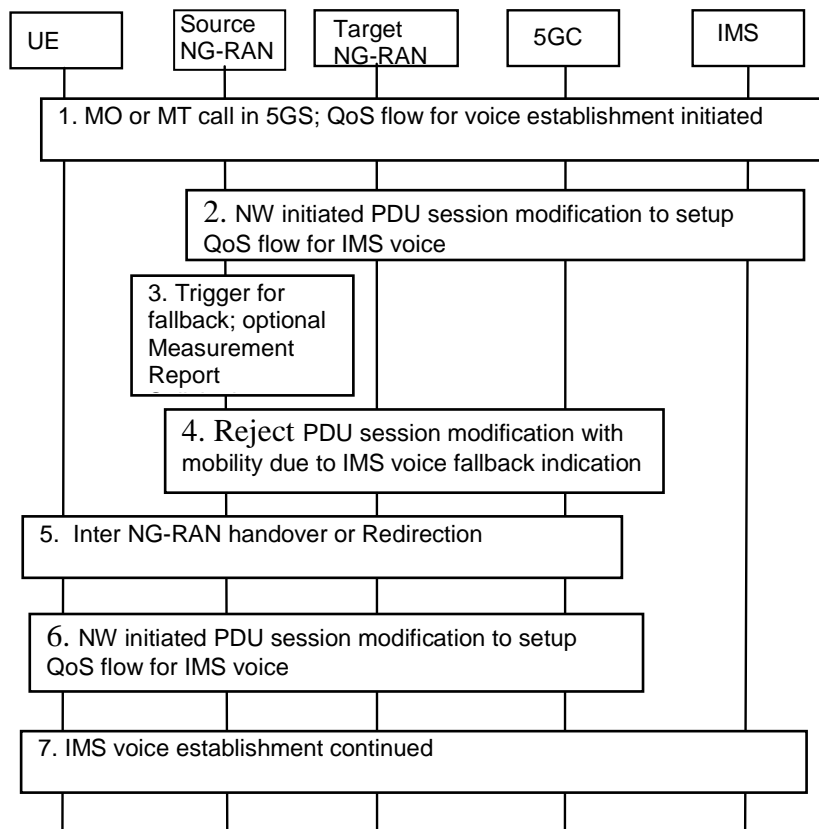 UE
Source
NG-RAN
Target
NG-RAN
5GC
IMS
1. MO or MT call in 5GS; QoS flow for voice establishment initiated
2. NW initiated PDU session modification to setup
QoS flow for IMS voice
3. Trigger for
fallback; optional
Measurement
Report
4. Reject PDU session modification with
mobility due to IMS voice fallback indication
5. Inter NG-RAN handover or Redirection
6. NW initiated PDU session modification to setup
QoS flow for IMS voice
7. IMS voice establishment continued